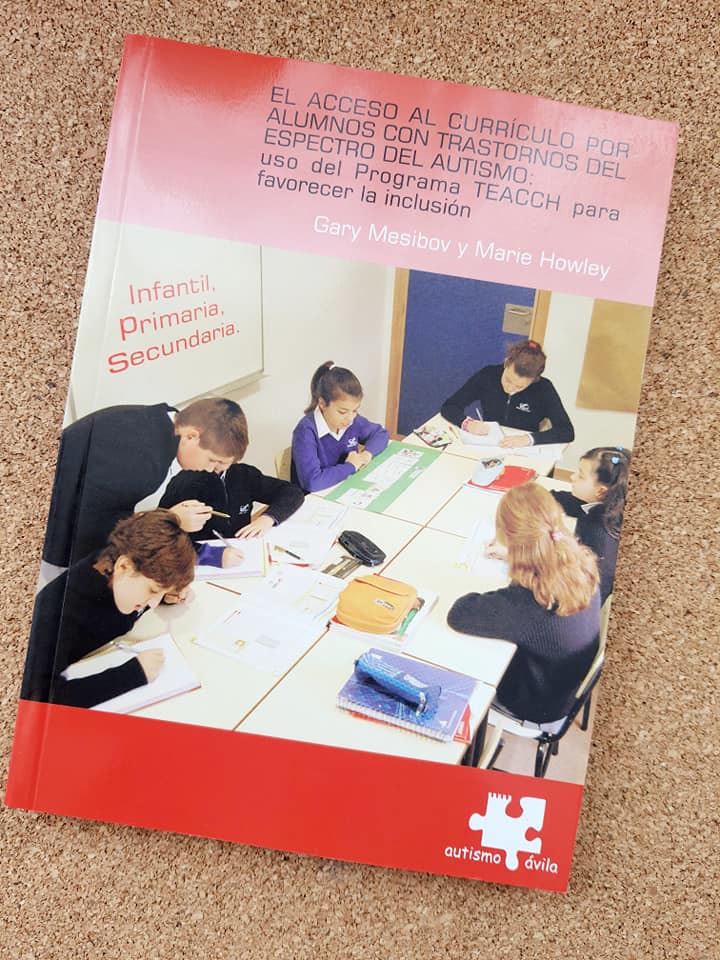 EL ACCESO AL CURRÍCULO POR
ALUMNOS CON TRASTORNOS DEL
ESPECTRO DEL AUTISMO:
uso del Programa TEACCH para
favorecer la inclusión
Gary Mesibov y Marie Howley
Infantil,
Primaria,
Secundaria.
autismo ávila